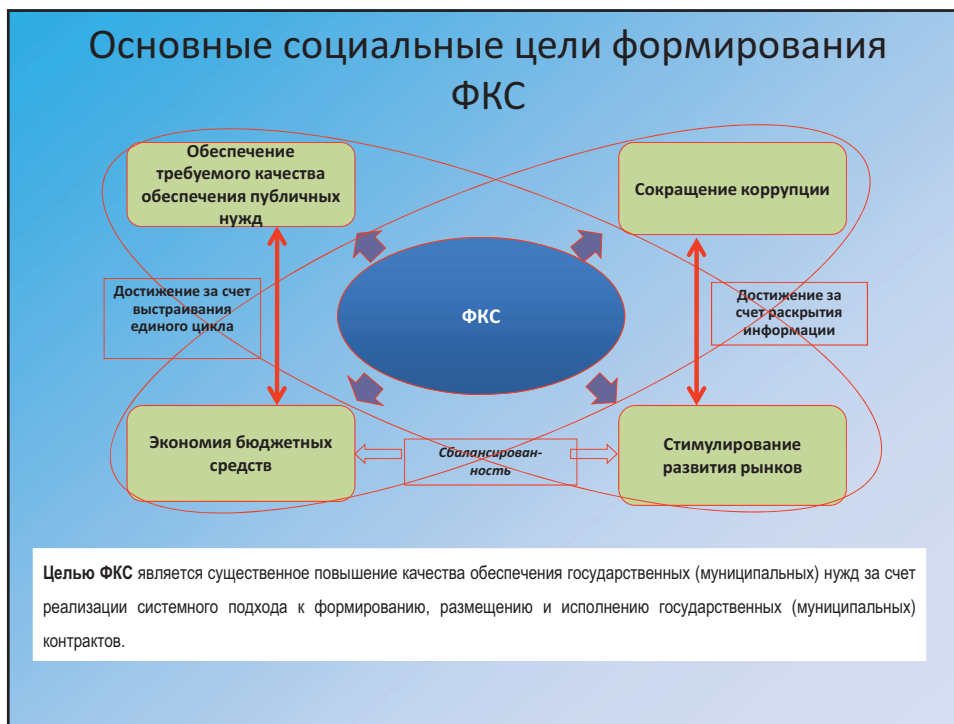 Основные социальные цели формирования
ФКС
Обеспечение
требуемого качества
обеспечения публичных
нужд
Сокращение коррупции
Достижение за счет
выстраивания
единого цикла
ФКС
Достижение за
счет раскрытия
информации
Экономия бюджетных
средств
Сбалансирован-
ность
Стимулирование
развития рынков
Целью ФКС является существенное повышение качества обеспечения государственных (муниципальных) нужд за счет
реализации системного подхода к формированию, размещению и исполнению государственных (муниципальных)
контрактов.